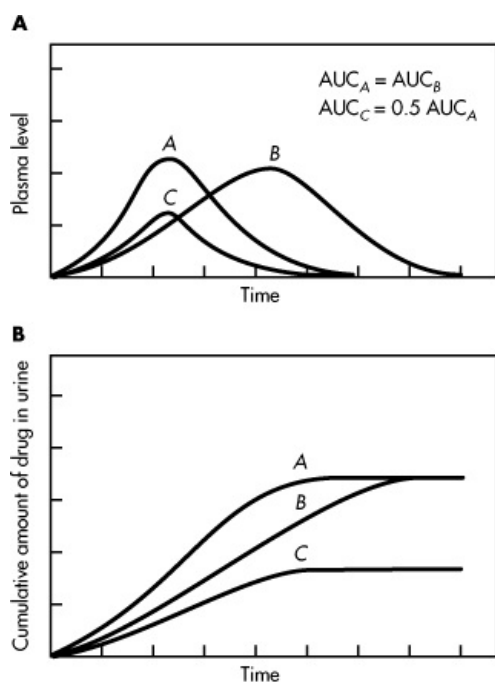 A
Plasma level
AUC_A = AUC_B
AUC_C = 0.5 AUC_A
A
B
C
Time
B
Cumulative amount of drug in urine
A
B
C
Time